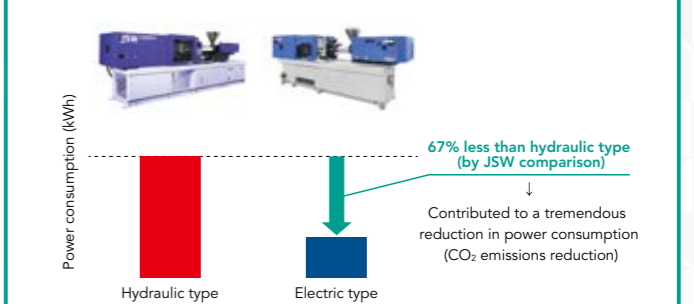 JSW
Power consumption (kWh)
67% less than hydraulic type
(by JSW comparison)
↓
Contributed to a tremendous
reduction in power consumption
(CO₂ emissions reduction)
Hydraulic type
Electric type